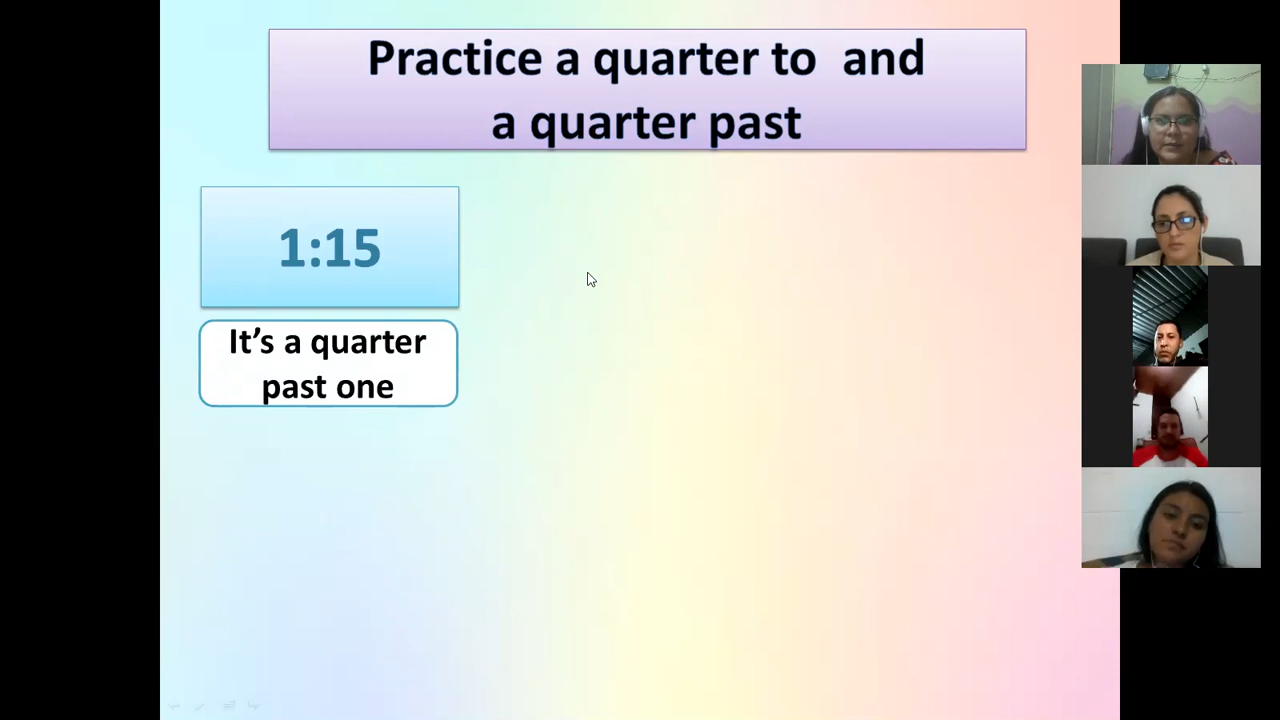 Practice a quarter to and
a quarter past
1:15
It's a quarter
past one